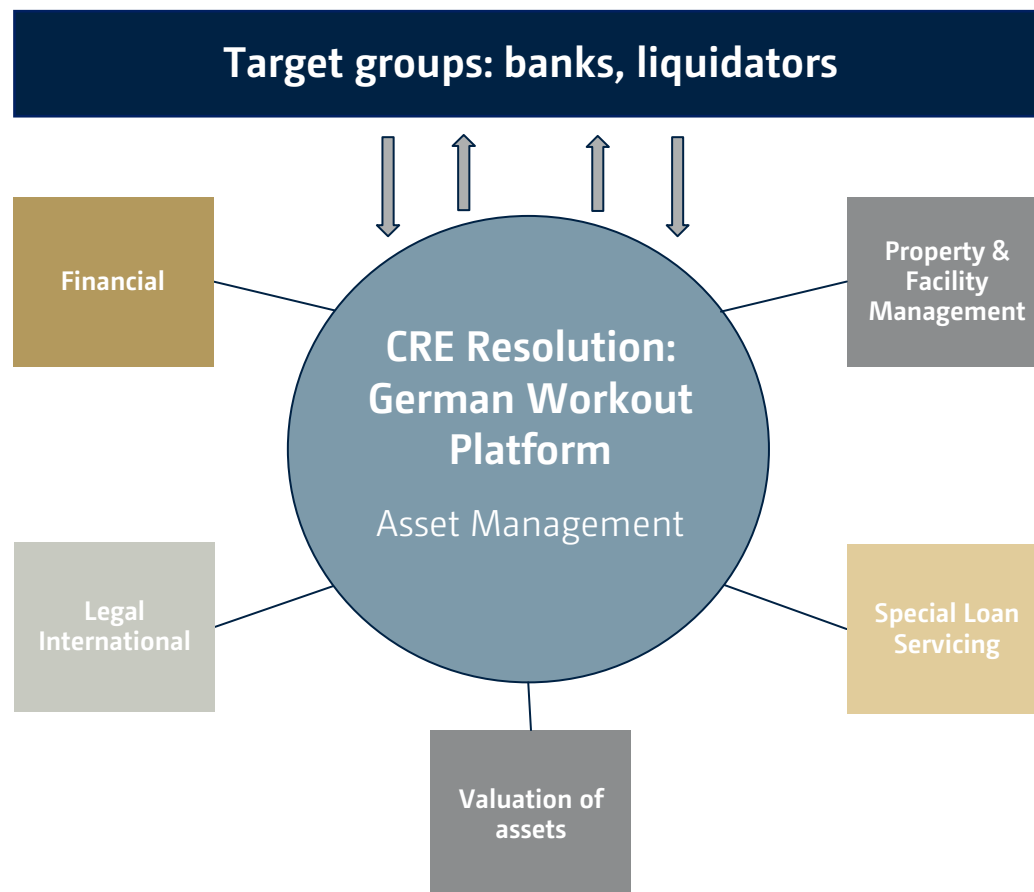 Target groups: banks, liquidators
Financial
Property &
Facility
Management
CRE Resolution:
German Workout
Platform
Asset Management
Legal
International
Special Loan
Servicing
Valuation of
assets